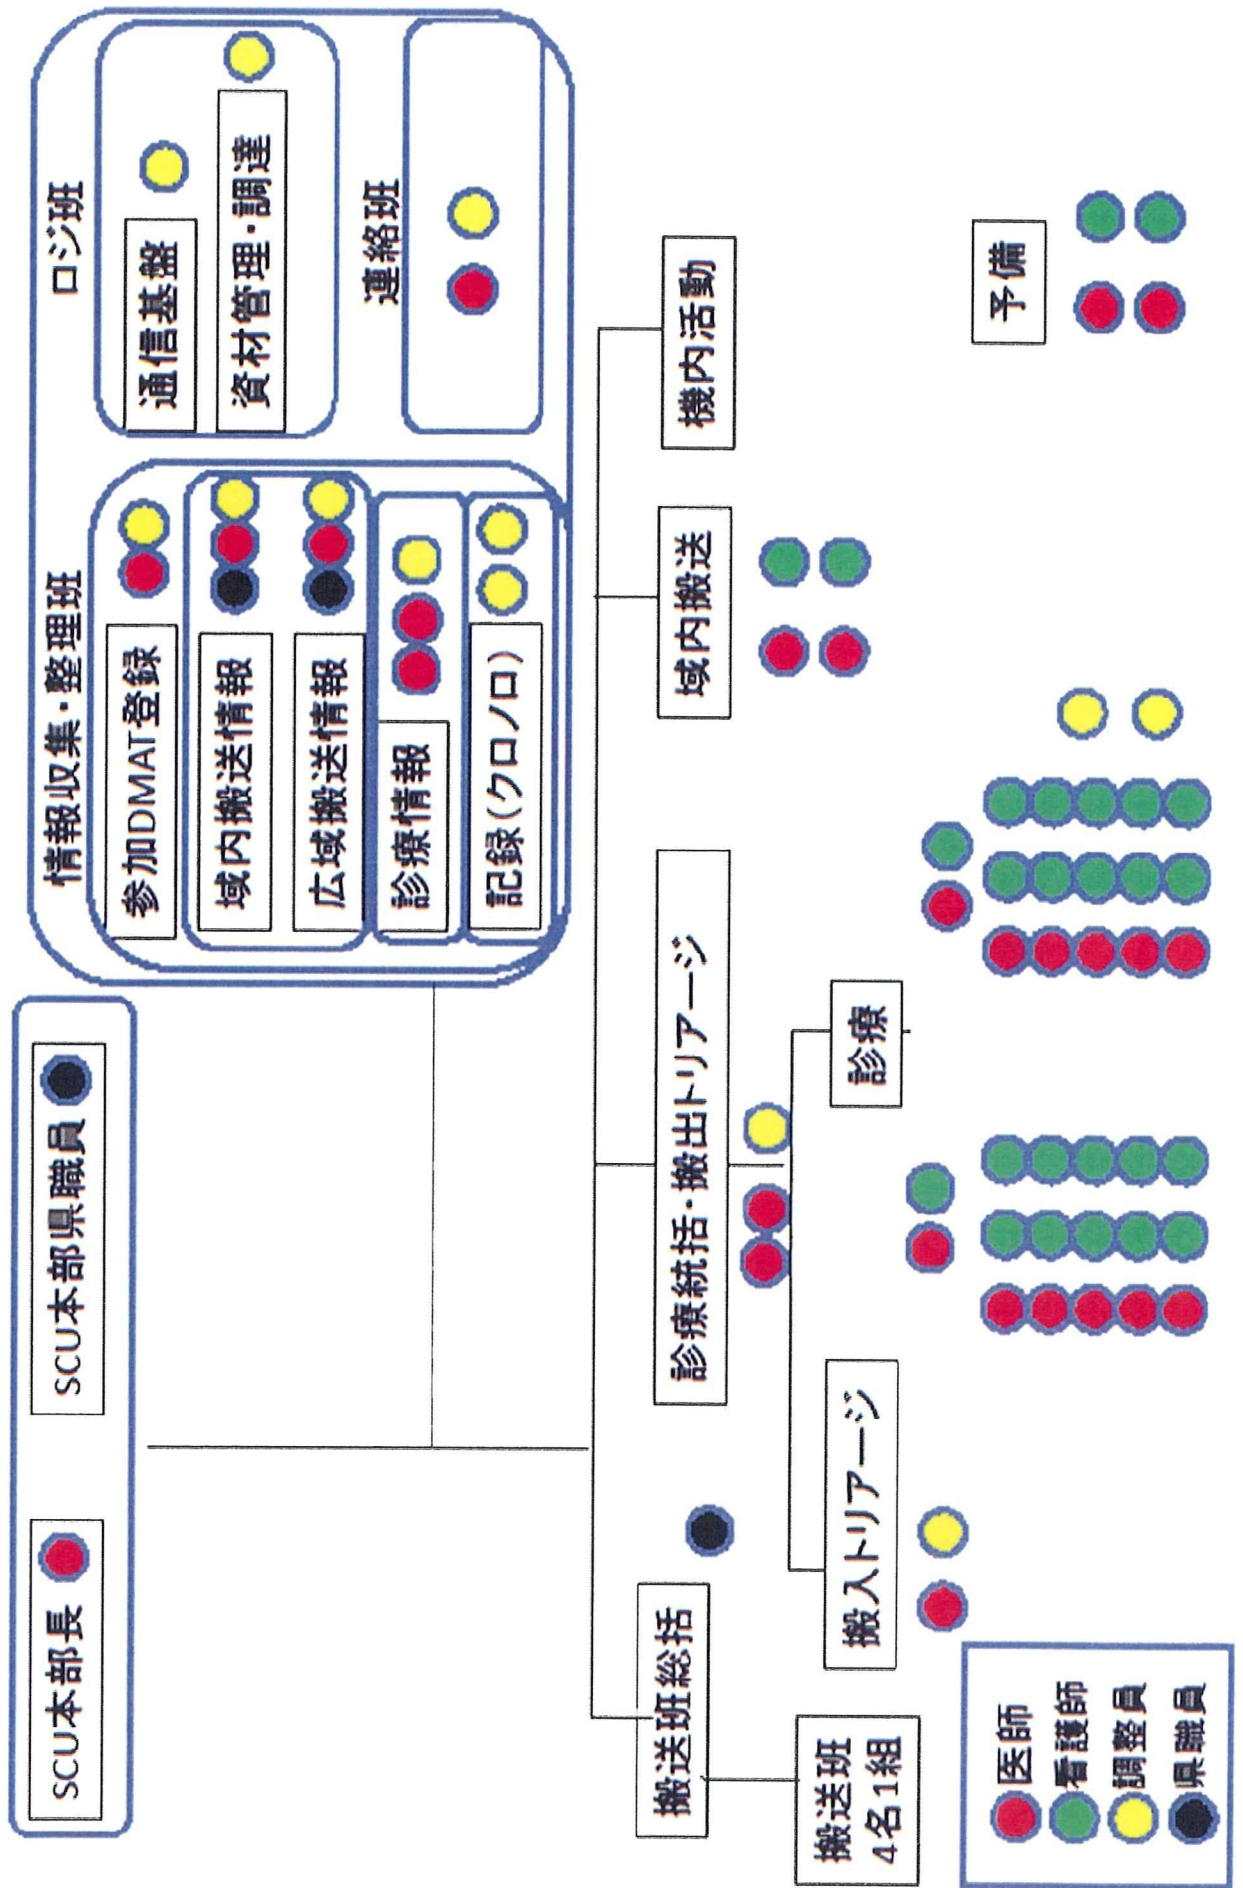 SCU本部長
SCU本部県職員
情報収集・整理班
参加DMAT登録
域内搬送情報
広域搬送情報
診療情報
記録(クロノロ)
ロジ班
通信基盤
資材管理・調達
連絡班
搬送班総括
搬送班
4名1組
診療統括・搬出トリアージ
搬入トリアージ
診療
域内搬送
機内活動
予備
医師
看護師
調整員
県職員